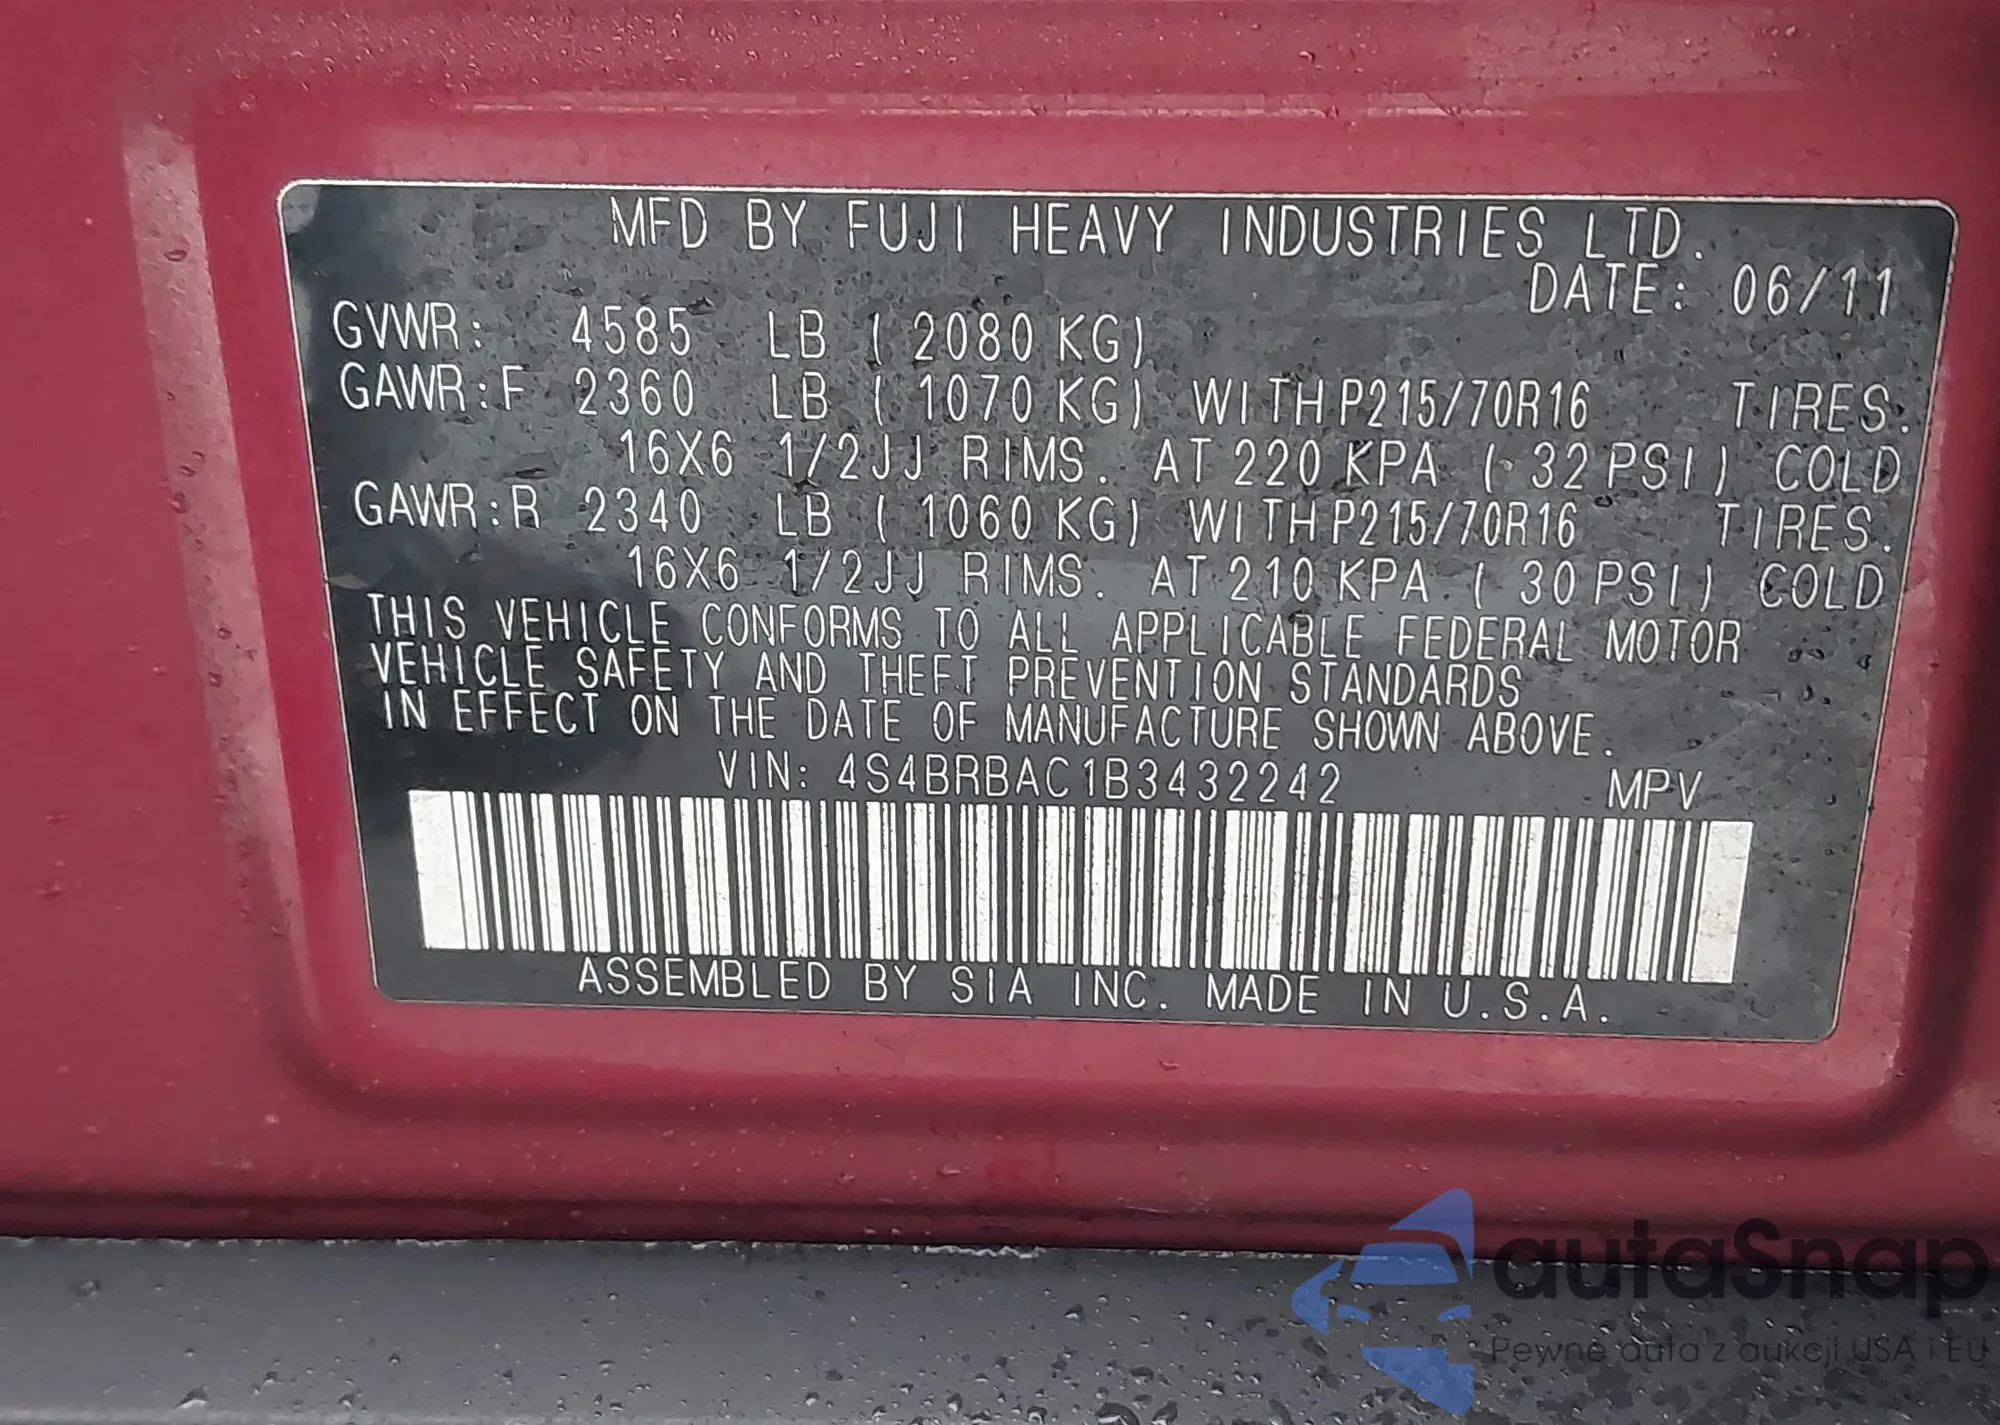 MFD BY FUJI HEAVY INDUSTRIES LTD.
DATE: 06/11
GVWR: 4585 LB ( 2080 KG)
GAWR:F 2360 LB ( 1070 KG) WITH P215/70R16 TIRES.
16X6 1/2JJ RIMS. AT 220 KPA ( 32 PSI) COLD
GAWR:R 2340 LB ( 1060 KG) WITH P215/70R16 TIRES.
16X6 1/2JJ RIMS. AT 210 KPA ( 30 PSI) COLD
THIS VEHICLE CONFORMS TO ALL APPLICABLE FEDERAL MOTOR
VEHICLE SAFETY AND THEFT PREVENTION STANDARDS
IN EFFECT ON THE DATE OF MANUFACTURE SHOWN ABOVE.
VIN: 4S4BRBAC1B3432242 MPV
ASSEMBLED BY SIA INC. MADE IN U.S.A.
autaSnap
Pewne auta z aukcji USA i EU